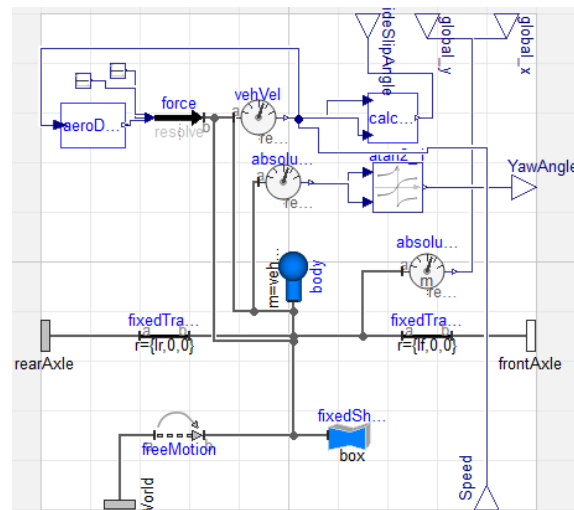 ideSlipAngle
global_y
global_x
force
vehVel
a
b
re...
resolve
aeroD...
calc...
absolu...
atan2_1
YawAngle
a
re...
absolu...
a
m
re...
m=veh...
body
fixedTra...
a
b
r={lr,0,0}
fixedTra...
a
b
r={lf,0,0}
rearAxle
frontAxle
fixedSh...
a
b
freeMotion
box
World
Speed